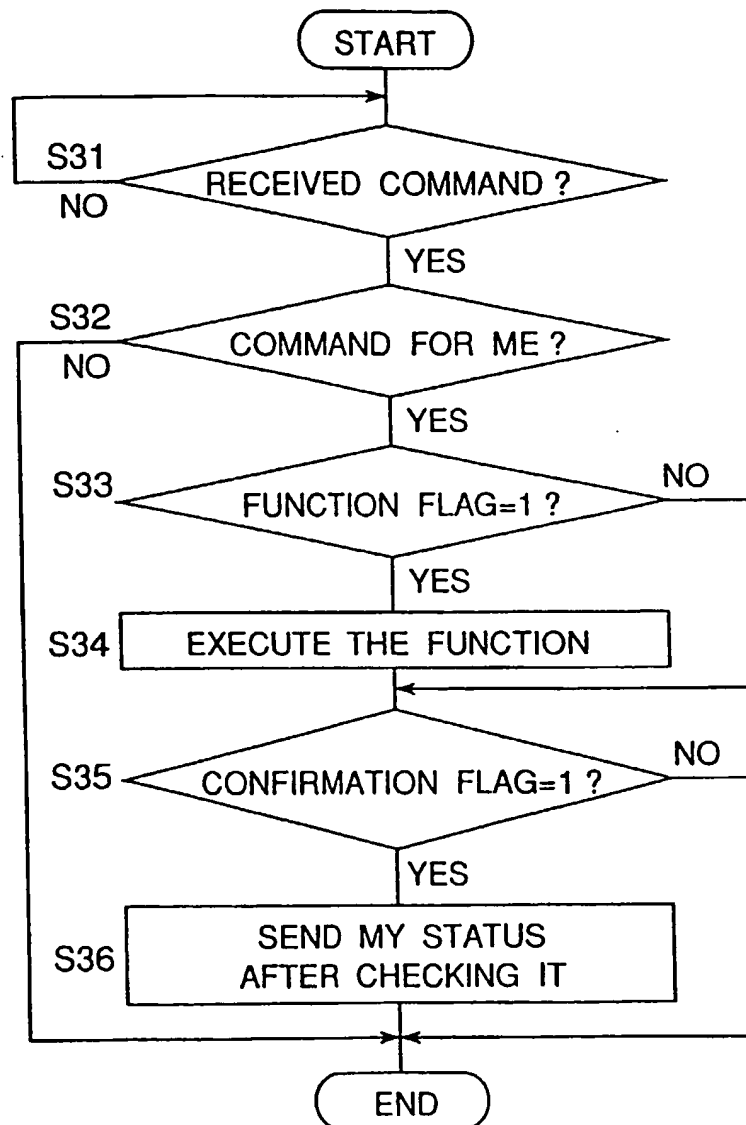 START
S31
NO
RECEIVED COMMAND ?
YES
S32
NO
COMMAND FOR ME ?
YES
S33
FUNCTION FLAG=1 ?
NO
YES
S34
EXECUTE THE FUNCTION
S35
CONFIRMATION FLAG=1 ?
NO
YES
S36
SEND MY STATUS
AFTER CHECKING IT
END